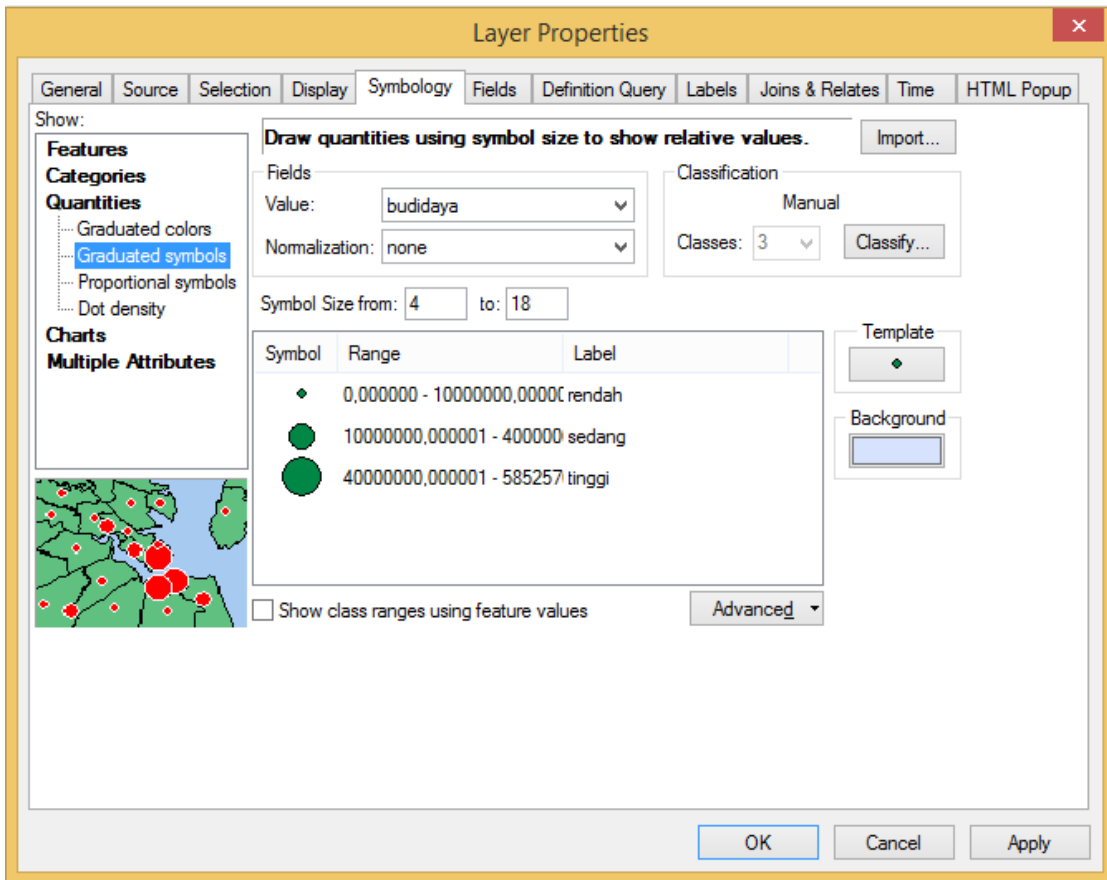 Layer Properties
General Source Selection Display Symbology Fields Definition Query Labels Joins & Relates Time HTML Popup
Show:
Features
Categories
Quantities
Graduated colors
Graduated symbols
Proportional symbols
Dot density
Charts
Multiple Attributes
Draw quantities using symbol size to show relative values.
Import...
Fields
Value: budidaya
Normalization: none
Classification
Manual
Classes: 3 Classify...
Symbol Size from: 4 to: 18
Symbol Range Label
0,000000 - 10000000,00000 rendah
10000000,000001 - 400000 sedang
40000000,000001 - 585257 tinggi
Template
Background
Show class ranges using feature values
Advanced
OK Cancel Apply